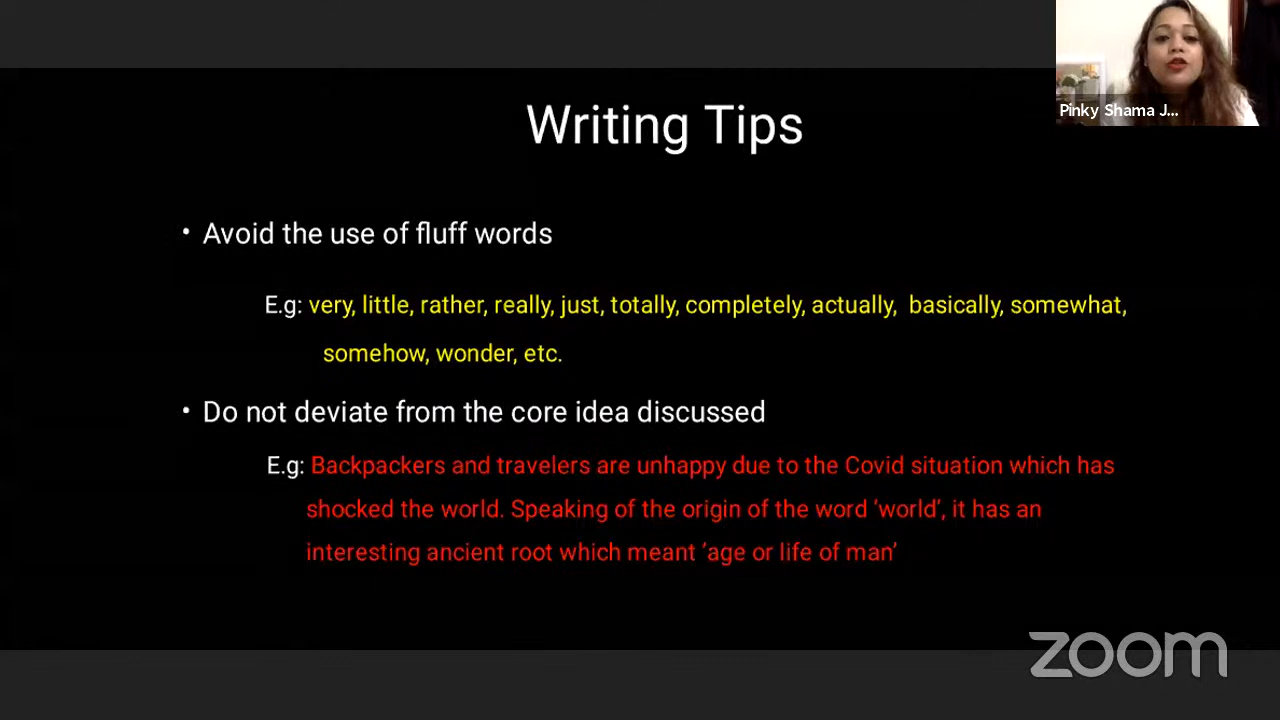 Pinky Shama J...
Writing Tips
• Avoid the use of fluff words
E.g: very, little, rather, really, just, totally, completely, actually,  basically, somewhat,
somehow, wonder, etc.
• Do not deviate from the core idea discussed
E.g: Backpackers and travelers are unhappy due to the Covid situation which has
shocked the world. Speaking of the origin of the word ‘world’, it has an
interesting ancient root which meant ‘age or life of man’
zoom